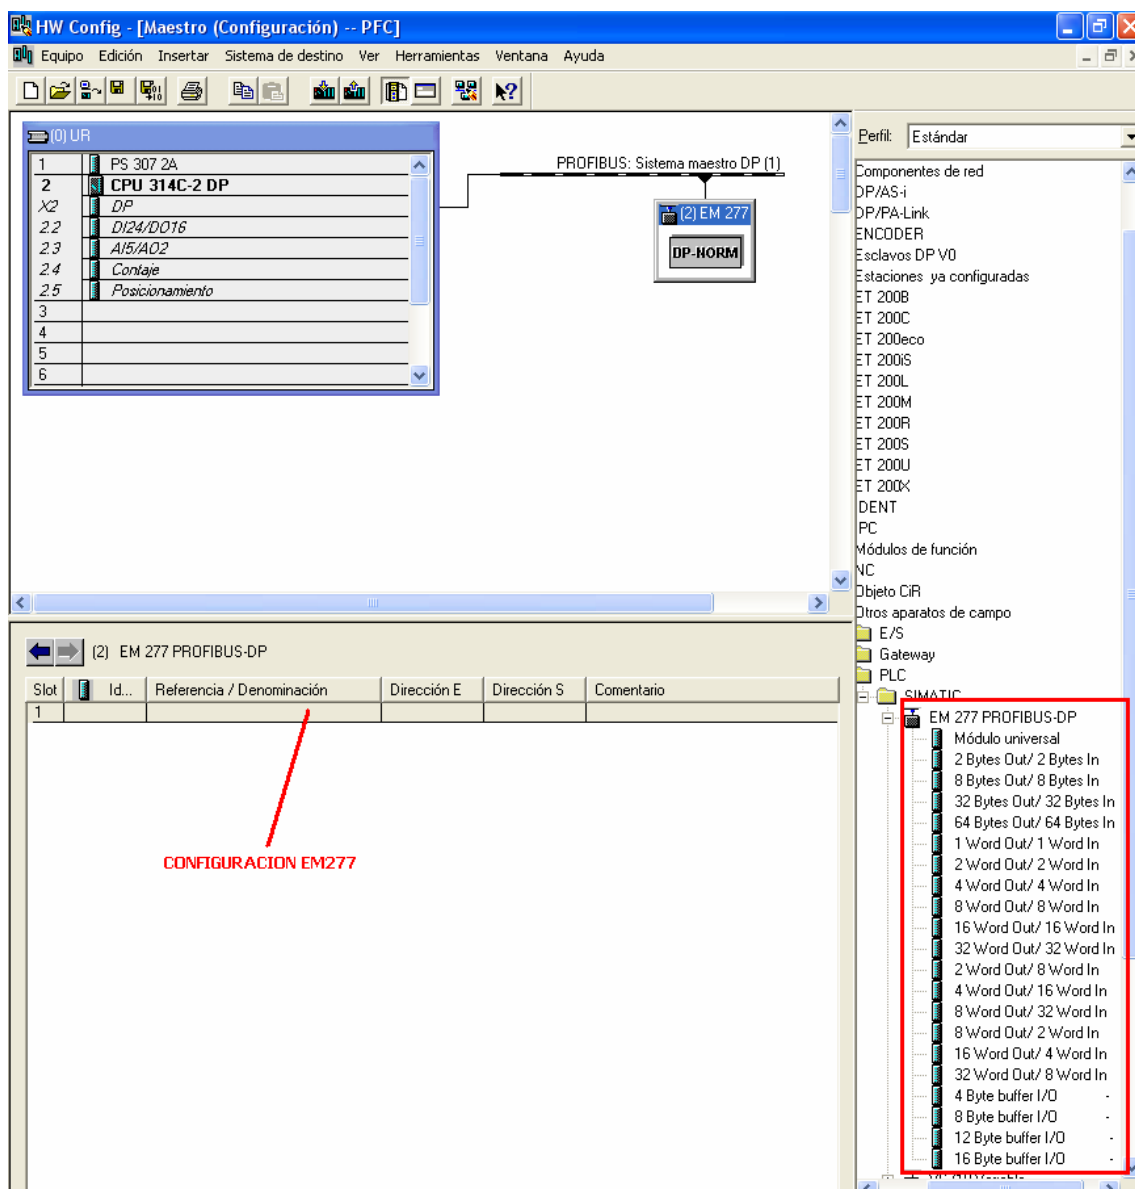 HW Config - [Maestro (Configuración) -- PFC]
Equipo Edición Insertar Sistema de destino Ver Herramientas Ventana Ayuda
(0) UR
1 PS 307 2A
2 CPU 314C-2 DP
X2 DP
2.2 DI24/DO16
2.3 AI5/AO2
2.4 Contaje
2.5 Posicionamiento
3
4
5
6
PROFIBUS: Sistema maestro DP (1)
(2) EM 277
DP-NORM
Perfil: Estándar
Componentes de red
DP/AS-i
DP/PA-Link
ENCODER
Esclavos DP V0
Estaciones ya configuradas
ET 200B
ET 200C
ET 200eco
ET 200iS
ET 200L
ET 200M
ET 200R
ET 200S
ET 200U
ET 200X
IDENT
IPC
Módulos de función
NC
Objeto CiR
Otros aparatos de campo
E/S
Gateway
PLC
SIMATIC
EM 277 PROFIBUS-DP
Módulo universal
2 Bytes Out/ 2 Bytes In
8 Bytes Out/ 8 Bytes In
32 Bytes Out/ 32 Bytes In
64 Bytes Out/ 64 Bytes In
1 Word Out/ 1 Word In
2 Word Out/ 2 Word In
4 Word Out/ 4 Word In
8 Word Out/ 8 Word In
16 Word Out/ 16 Word In
32 Word Out/ 32 Word In
2 Word Out/ 8 Word In
4 Word Out/ 16 Word In
8 Word Out/ 32 Word In
8 Word Out/ 2 Word In
16 Word Out/ 4 Word In
32 Word Out/ 8 Word In
4 Byte buffer I/O -
8 Byte buffer I/O -
12 Byte buffer I/O -
16 Byte buffer I/O -
(2) EM 277 PROFIBUS-DP
Slot Id... Referencia / Denominación Dirección E Dirección S Comentario
1
CONFIGURACION EM277